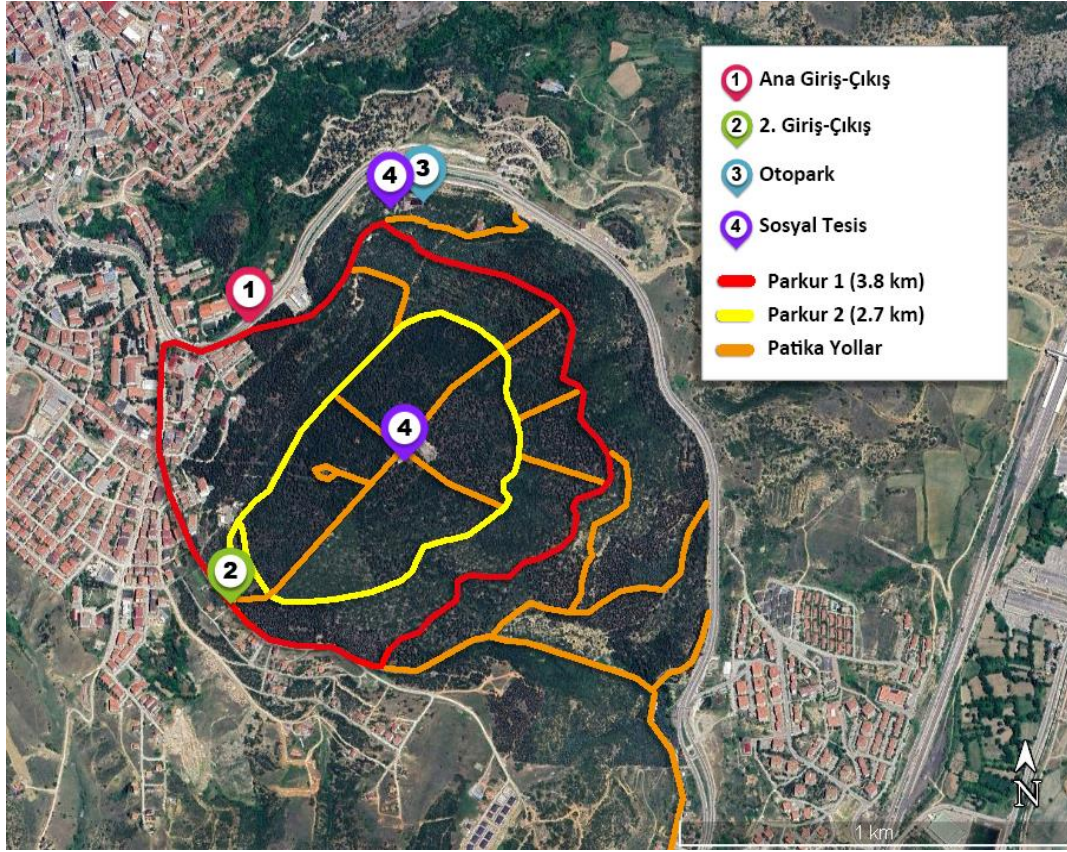 1 Ana Giriş-Çıkış
2 2. Giriş-Çıkış
3 Otopark
4 Sosyal Tesis
Parkur 1 (3.8 km)
Parkur 2 (2.7 km)
Patika Yollar
4
3
1
4
2
N
1 km